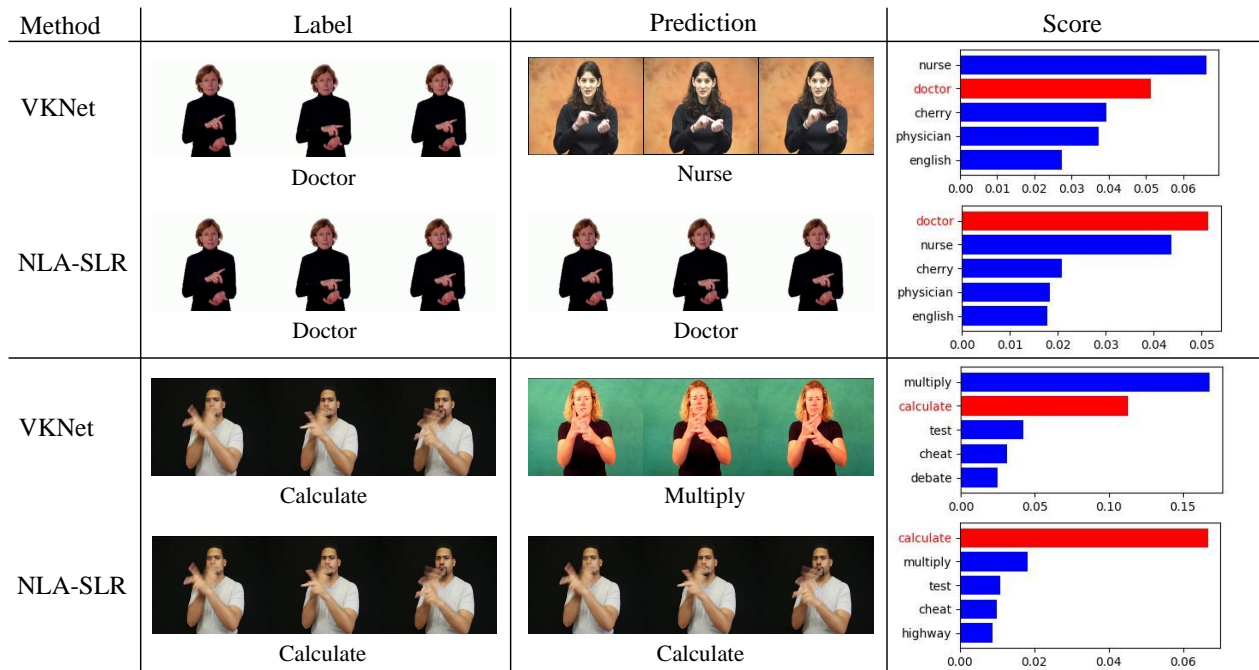 Method Label Prediction Score
VKNet
Doctor
Nurse
nurse
doctor
cherry
physician
english
0.00 0.01 0.02 0.03 0.04 0.05 0.06
NLA-SLR
Doctor
Doctor
doctor
nurse
cherry
physician
english
0.00 0.01 0.02 0.03 0.04 0.05
VKNet
Calculate
Multiply
multiply
calculate
test
cheat
debate
0.00 0.05 0.10 0.15
NLA-SLR
Calculate
Calculate
calculate
multiply
test
cheat
highway
0.00 0.02 0.04 0.06